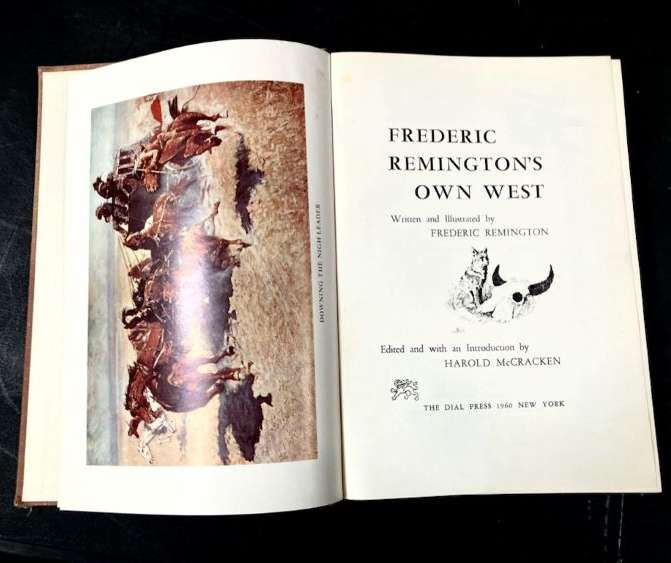 DOWNING THE NIGH LEADER
FREDERIC
REMINGTON'S
OWN WEST
Written and Illustrated by
FREDERIC REMINGTON
Edited and with an Introduction by
HAROLD McCRACKEN
THE DIAL PRESS 1960 NEW YORK